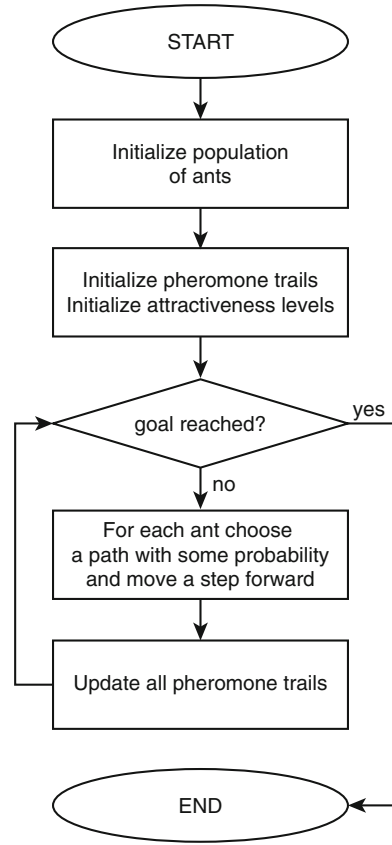 START
Initialize population
of ants
Initialize pheromone trails
Initialize attractiveness levels
goal reached?
yes
no
For each ant choose
a path with some probability
and move a step forward
Update all pheromone trails
END